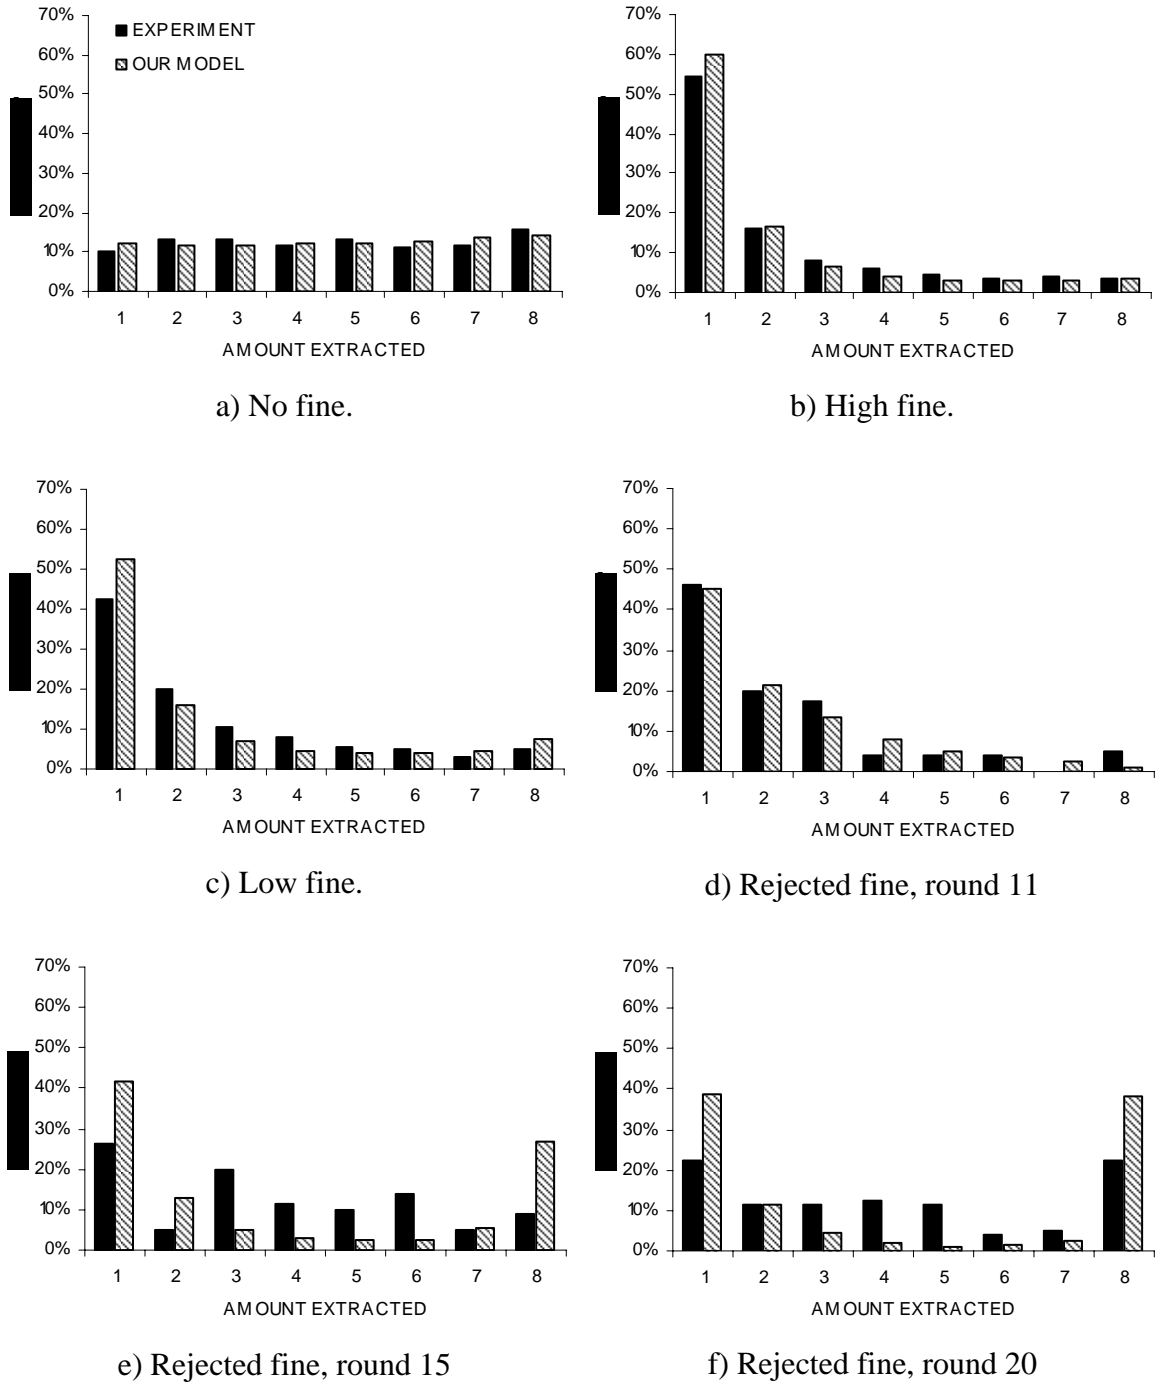 70%
60%
50%
40%
30%
20%
10%
0%
EXPERIMENT
OUR MODEL
1 2 3 4 5 6 7 8
AMOUNT EXTRACTED
a) No fine.
70%
60%
50%
40%
30%
20%
10%
0%
1 2 3 4 5 6 7 8
AMOUNT EXTRACTED
b) High fine.
70%
60%
50%
40%
30%
20%
10%
0%
1 2 3 4 5 6 7 8
AMOUNT EXTRACTED
c) Low fine.
70%
60%
50%
40%
30%
20%
10%
0%
1 2 3 4 5 6 7 8
AMOUNT EXTRACTED
d) Rejected fine, round 11
70%
60%
50%
40%
30%
20%
10%
0%
1 2 3 4 5 6 7 8
AMOUNT EXTRACTED
e) Rejected fine, round 15
70%
60%
50%
40%
30%
20%
10%
0%
1 2 3 4 5 6 7 8
AMOUNT EXTRACTED
f) Rejected fine, round 20